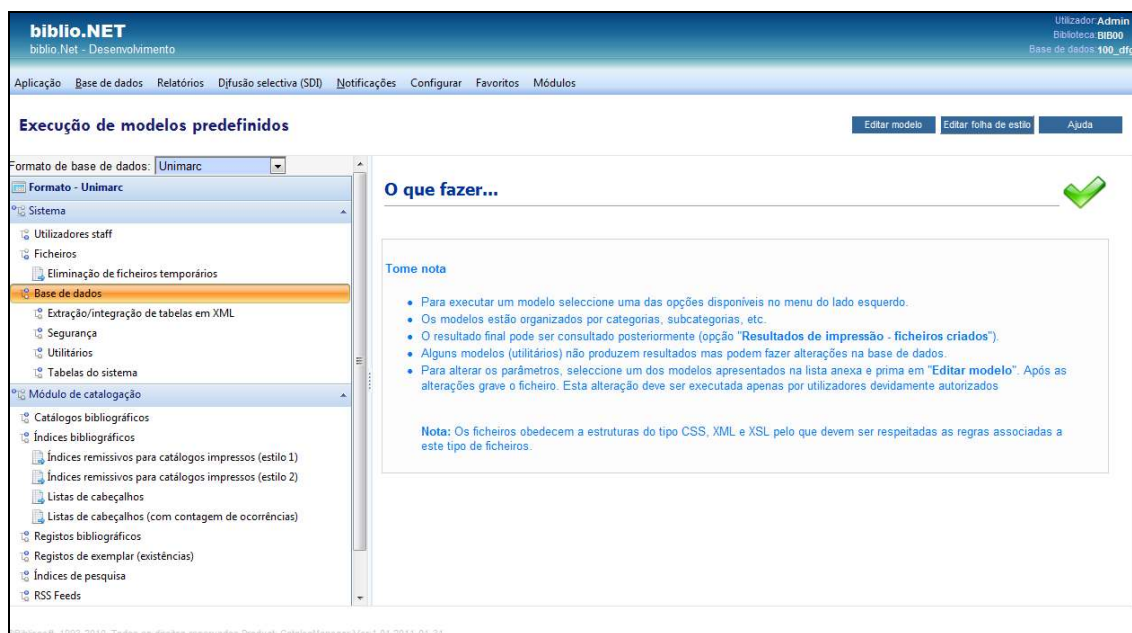 biblio.NET
biblio.Net - Desenvolvimento
Utilizador:Admin
Biblioteca:BIB00
Base de dados:100_dfg
Aplicação Base de dados Relatórios Difusão selectiva (SDI) Notificações Configurar Favoritos Módulos
Execução de modelos predefinidos
Editar modelo Editar folha de estilo Ajuda
Formato de base de dados: Unimarc
Formato - Unimarc
Sistema
Utilizadores staff
Ficheiros
Eliminação de ficheiros temporários
Base de dados
Extração/integração de tabelas em XML
Segurança
Utilitários
Tabelas do sistema
Módulo de catalogação
Catálogos bibliográficos
Índices bibliográficos
Índices remissivos para catálogos impressos (estilo 1)
Índices remissivos para catálogos impressos (estilo 2)
Listas de cabeçalhos
Listas de cabeçalhos (com contagem de ocorrências)
Registos bibliográficos
Registos de exemplar (existências)
Índices de pesquisa
RSS Feeds
O que fazer...
Tome nota
• Para executar um modelo seleccione uma das opções disponíveis no menu do lado esquerdo.
• Os modelos estão organizados por categorias, subcategorias, etc.
• O resultado final pode ser consultado posteriormente (opção "Resultados de impressão - ficheiros criados").
• Alguns modelos (utilitários) não produzem resultados mas podem fazer alterações na base de dados.
• Para alterar os parâmetros, seleccione um dos modelos apresentados na lista anexa e prima em "Editar modelo". Após as
alterações grave o ficheiro. Esta alteração deve ser executada apenas por utilizadores devidamente autorizados
Nota: Os ficheiros obedecem a estruturas do tipo CSS, XML e XSL pelo que devem ser respeitadas as regras associadas a
este tipo de ficheiros.